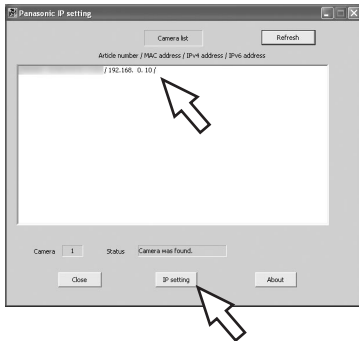 Panasonic IP setting
Camera list
Refresh
Article number / MAC address / IPv4 address / IPv6 address
/ 192.168. 0. 10 /
Camera 1 Status Camera was found.
Close IP setting About